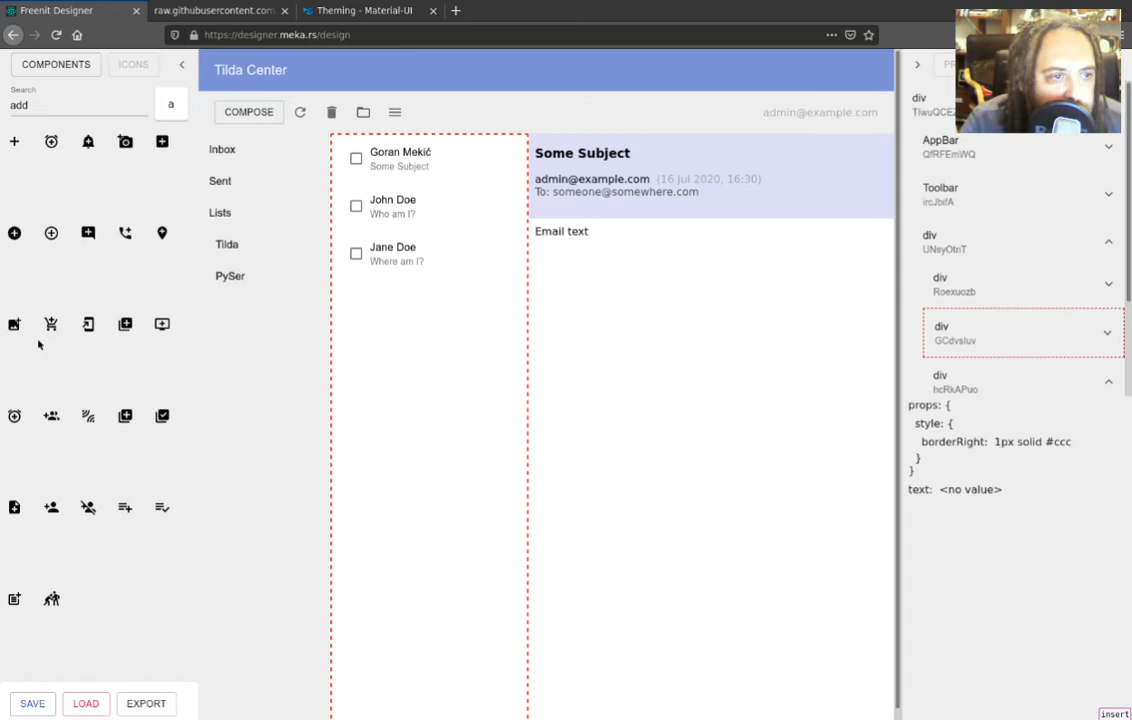 Freenit Designer
raw.githubusercontent.com
Theming - Material-UI
https://designer.meka.rs/design
COMPONENTS
ICONS
Search
add
a
SAVE
LOAD
EXPORT
Tilda Center
COMPOSE
admin@example.com
Inbox
Sent
Lists
Tilda
PySer
Goran Mekić
Some Subject
John Doe
Who am I?
Jane Doe
Where am I?
Some Subject
admin@example.com (16 Jul 2020, 16:30)
To: someone@somewhere.com
Email text
div
AppBar
QfRFEmWQ
Toolbar
ircJbifA
div
UNsyOtnT
div
Roexuozb
div
GCdvsluv
div
hcRkAPuo
props: {
style: {
borderRight: 1px solid #ccc
}
}
text: <no value>
insert